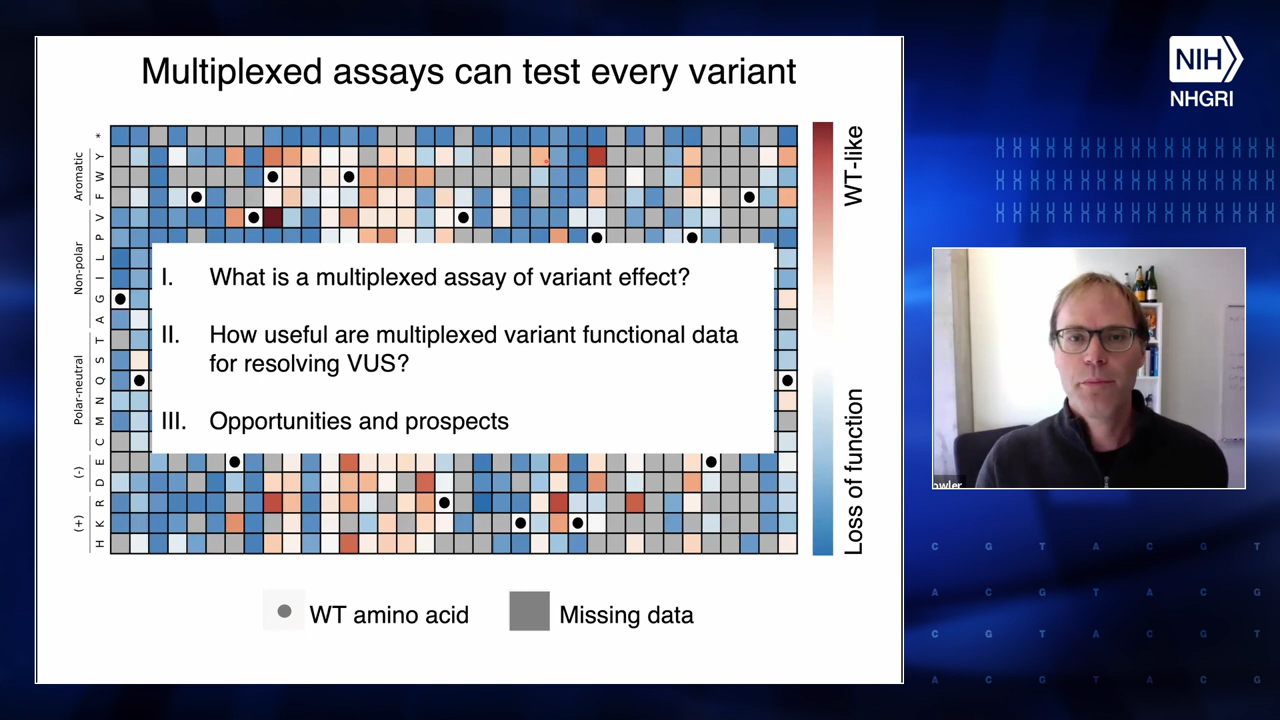 Multiplexed assays can test every variant
*
Aromatic
Y
W
F
Non-polar
V
P
L
I
G
A
Polar-neutral
T
S
Q
N
M
C
(-)
E
D
(+)
R
K
H
I. What is a multiplexed assay of variant effect?
II. How useful are multiplexed variant functional data
for resolving VUS?
III. Opportunities and prospects
WT-like
Loss of function
WT amino acid
Missing data
NIH
NHGRI
owler
C G T A C G T
A C G T A C G
C G T A C G T
A C G T A C G